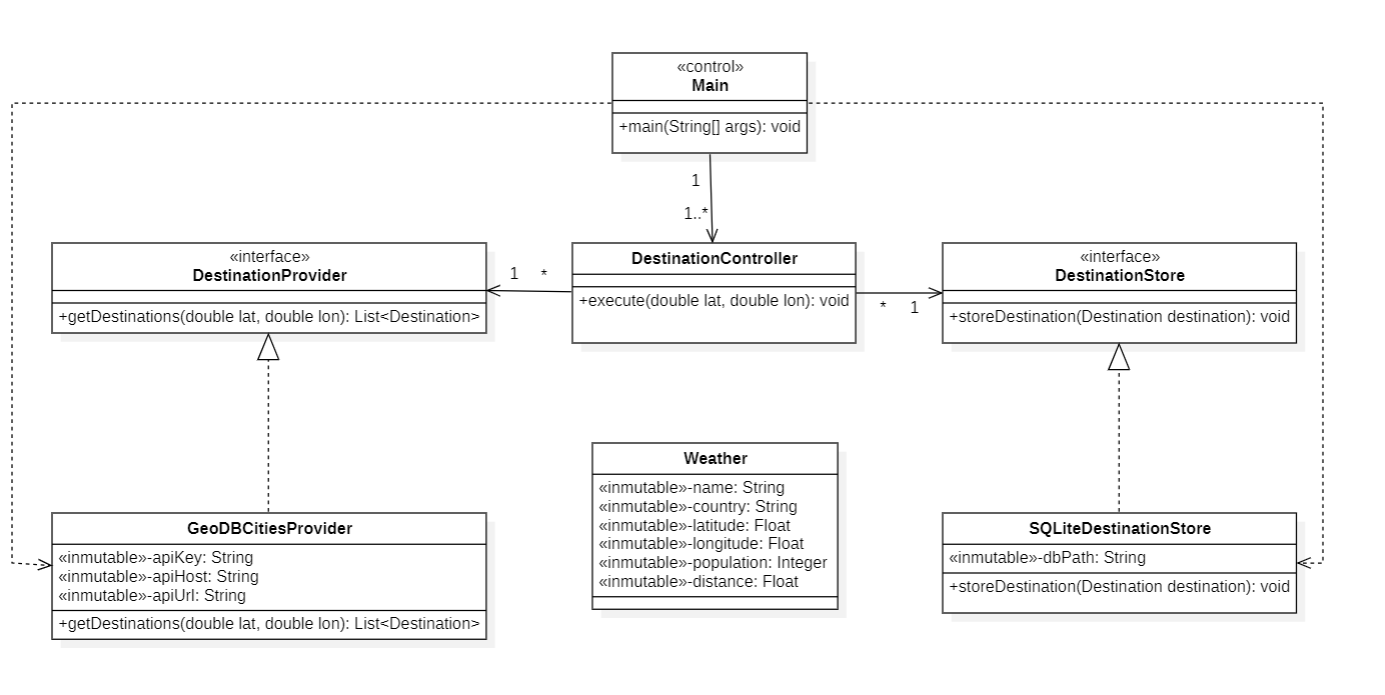 «control»
Main
+main(String[] args): void
1
1..*
«interface»
DestinationProvider
+getDestinations(double lat, double lon): List<Destination>
1 *
DestinationController
+execute(double lat, double lon): void
* 1
«interface»
DestinationStore
+storeDestination(Destination destination): void
Weather
«inmutable»-name: String
«inmutable»-country: String
«inmutable»-latitude: Float
«inmutable»-longitude: Float
«inmutable»-population: Integer
«inmutable»-distance: Float
GeoDBCitiesProvider
«inmutable»-apiKey: String
«inmutable»-apiHost: String
«inmutable»-apiUrl: String
+getDestinations(double lat, double lon): List<Destination>
SQLiteDestinationStore
«inmutable»-dbPath: String
+storeDestination(Destination destination): void